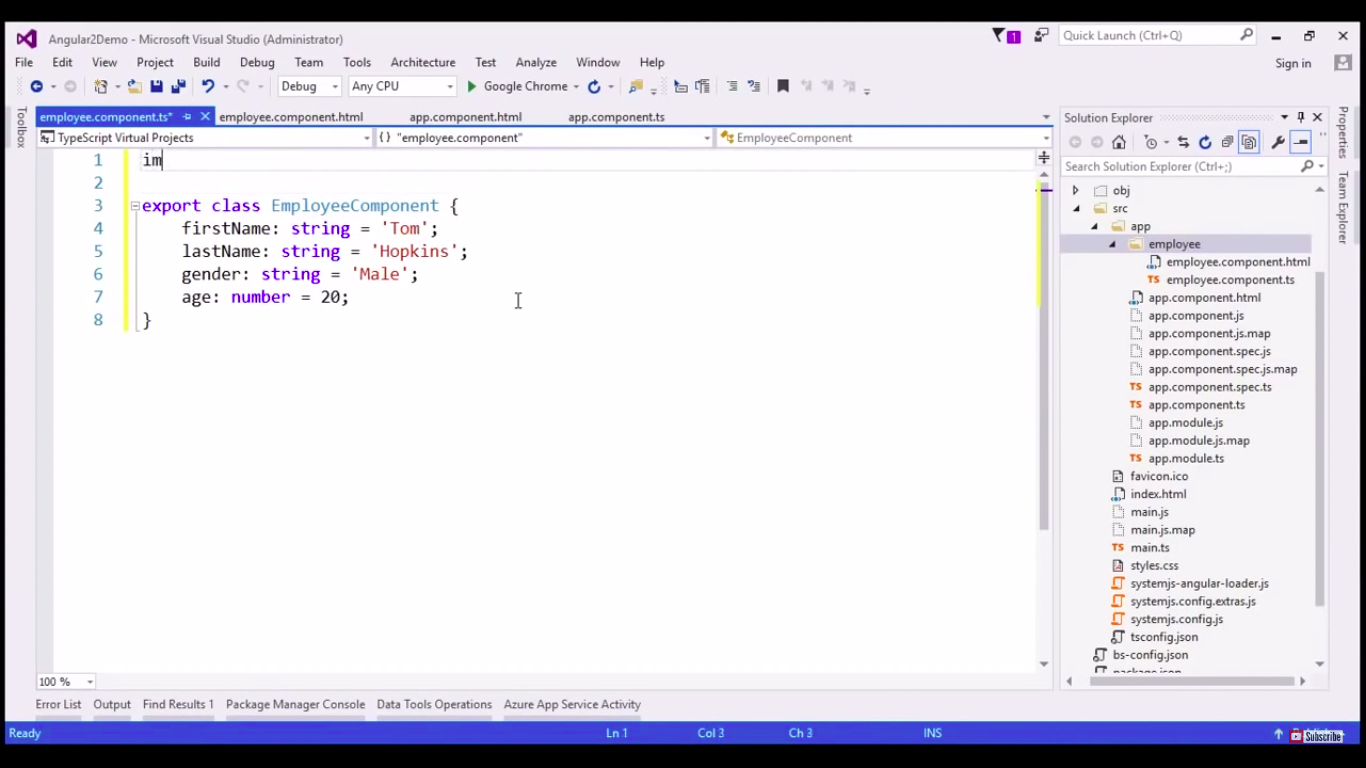 Angular2Demo - Microsoft Visual Studio (Administrator)
1
Quick Launch (Ctrl+Q)
File Edit View Project Build Debug Team Tools Architecture Test Analyze Window Help
Sign in
Debug Any CPU Google Chrome
Toolbox
employee.component.ts* employee.component.html app.component.html app.component.ts
TypeScript Virtual Projects {} "employee.component" EmployeeComponent
1 im
2
3 export class EmployeeComponent {
4 firstName: string = 'Tom';
5 lastName: string = 'Hopkins';
6 gender: string = 'Male';
7 age: number = 20;
8 }
100 %
Solution Explorer
Search Solution Explorer (Ctrl+;)
obj
src
app
employee
employee.component.html
TS employee.component.ts
app.component.html
app.component.js
app.component.js.map
app.component.spec.js
app.component.spec.js.map
TS app.component.spec.ts
TS app.component.ts
app.module.js
app.module.js.map
TS app.module.ts
favicon.ico
index.html
main.js
main.js.map
TS main.ts
styles.css
systemjs-angular-loader.js
systemjs.config.extras.js
systemjs.config.js
tsconfig.json
bs-config.json
package.json
Properties
Team Explorer
Error List Output Find Results 1 Package Manager Console Data Tools Operations Azure App Service Activity
Ready Ln 1 Col 3 Ch 3 INS
Subscribe